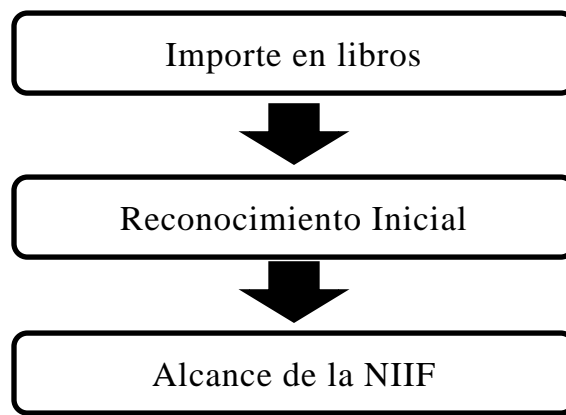 Importe en libros
Reconocimiento Inicial
Alcance de la NIIF